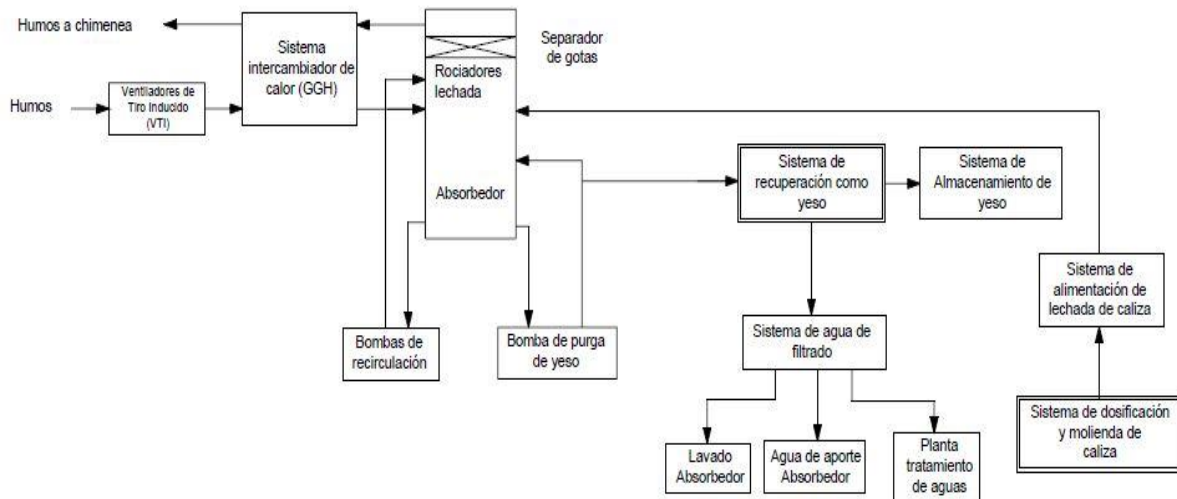 Humos a chimenea
Sistema
intercambiador de
calor (GGH)
Separador
de gotas
Rociadores
lechada
Humos
Ventiladores de
Tiro Inducido
(VTI)
Absorbedor
Sistema de
recuperación como
yeso
Sistema de
Almacenamiento de
yeso
Sistema de
alimentación de
lechada de caliza
Bombas de
recirculación
Bomba de purga
de yeso
Sistema de agua de
filtrado
Sistema de dosificación
y molienda de
caliza
Lavado
Absorbedor
Agua de aporte
Absorbedor
Planta
tratamiento
de aguas